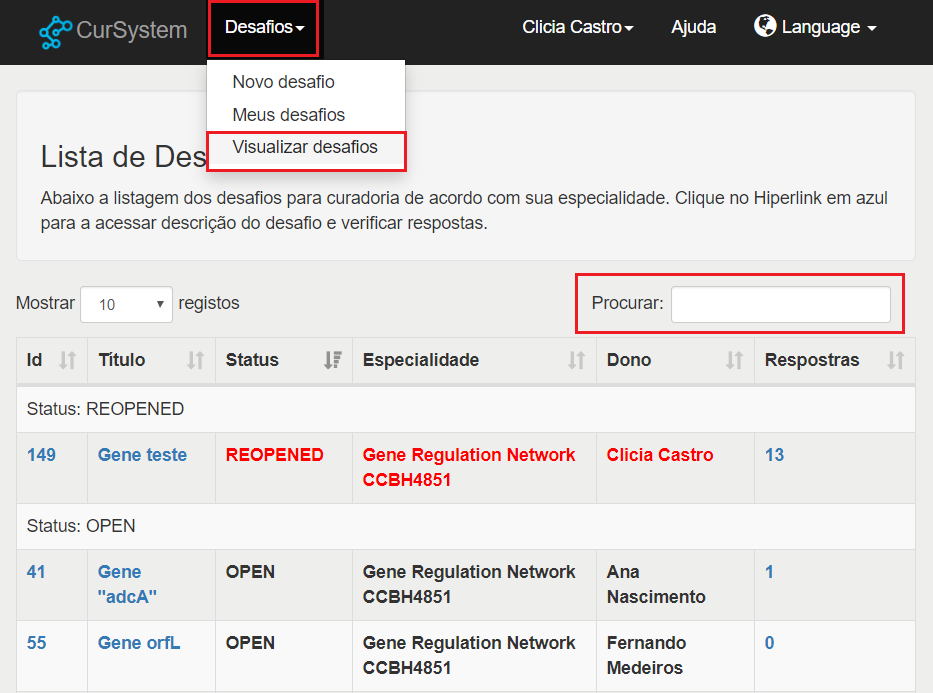 CurSystem Desafios Clicia Castro Ajuda Language
Novo desafio
Meus desafios
Visualizar desafios
Lista de Des
Abaixo a listagem dos desafios para curadoria de acordo com sua especialidade. Clique no Hiperlink em azul
para a acessar descrição do desafio e verificar respostas.
Mostrar 10 registos Procurar:
Id Título Status Especialidade Dono Respostras
Status: REOPENED
149 Gene teste REOPENED Gene Regulation Network Clicia Castro 13
CCBH4851
Status: OPEN
41 Gene OPEN Gene Regulation Network Ana 1
"adcA" CCBH4851 Nascimento
55 Gene orfL OPEN Gene Regulation Network Fernando 0
CCBH4851 Medeiros